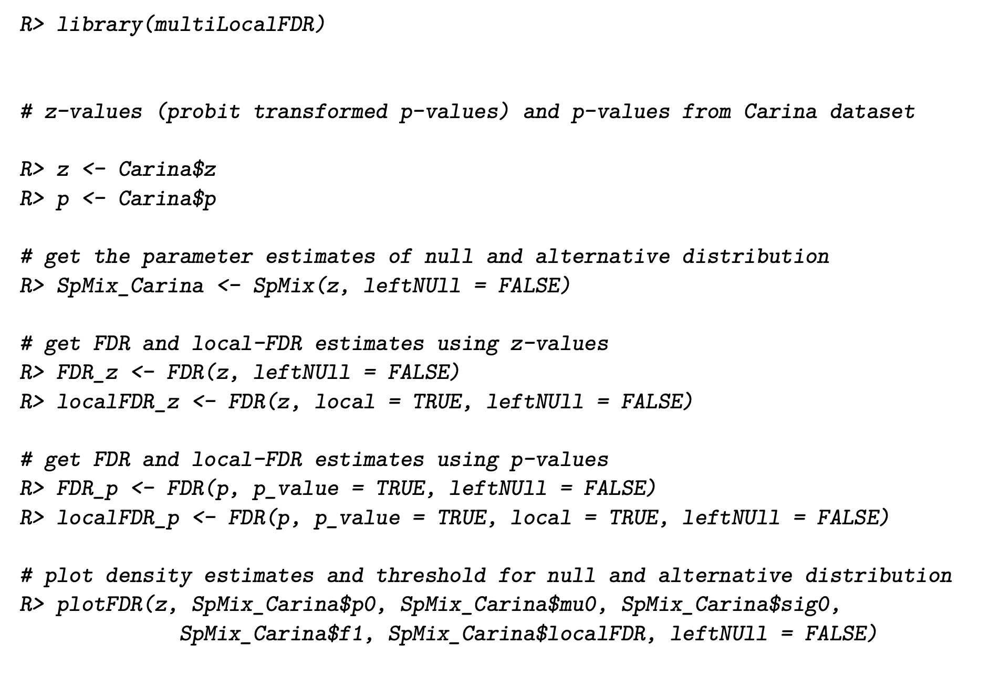 R> library(multiLocalFDR)
# z-values (probit transformed p-values) and p-values from Carina dataset
R> z <- Carina$z
R> p <- Carina$p
# get the parameter estimates of null and alternative distribution
R> SpMix_Carina <- SpMix(z, leftNUll = FALSE)
# get FDR and local-FDR estimates using z-values
R> FDR_z <- FDR(z, leftNUll = FALSE)
R> localFDR_z <- FDR(z, local = TRUE, leftNUll = FALSE)
# get FDR and local-FDR estimates using p-values
R> FDR_p <- FDR(p, p_value = TRUE, leftNUll = FALSE)
R> localFDR_p <- FDR(p, p_value = TRUE, local = TRUE, leftNUll = FALSE)
# plot density estimates and threshold for null and alternative distribution
R> plotFDR(z, SpMix_Carina$p0, SpMix_Carina$mu0, SpMix_Carina$sig0,
SpMix_Carina$f1, SpMix_Carina$localFDR, leftNUll = FALSE)